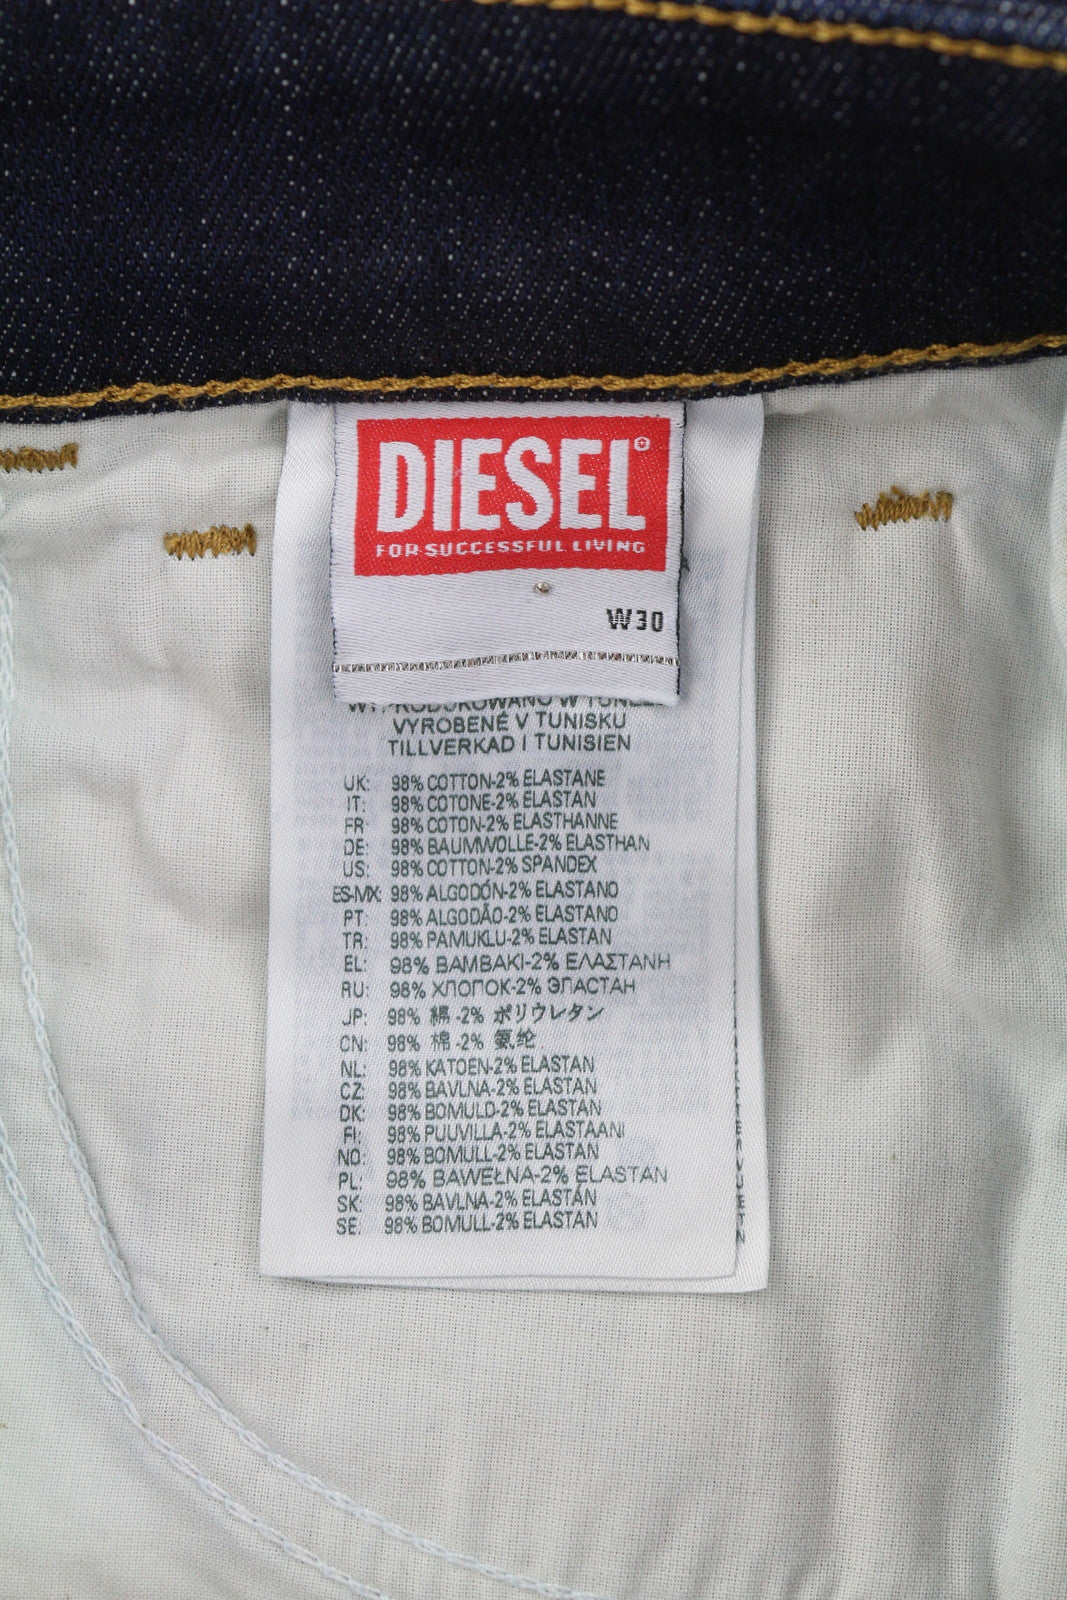 DIESEL®
FOR SUCCESSFUL LIVING
W30
VYROBENÉ V TUNISKU
TILLVERKAD I TUNISIEN
UK: 98% COTTON-2% ELASTANE
IT: 98% COTONE-2% ELASTAN
FR 98% COTON-2% ELASTHANNE
DE: 98% BAUMWOLLE-2% ELASTHAN
US: 98% COTTON-2% SPANDEX
ES-MX: 98% ALGODÓN-2% ELASTANO
PT: 98% ALGODÃO-2% ELASTANO
TR: 98% PAMUKLU-2% ELASTAN
EL: 98% ΒΑΜΒΑΚΙ-2% ΕΛΑΣΤΑΝΗ
RU: 98% ХЛОПОК-2% ЭЛАСТАН
JP: 98% 綿 -2% ポリウレタン
CN: 98% 棉 -2% 氨纶
NL: 98% KATOEN-2% ELASTAN
CZ: 98% BAVLNA-2% ELASTAN
DK: 98% BOMULD-2% ELASTAN
FI: 98% PUUVILLA-2% ELASTAANI
NO: 98% BOMULL-2% ELASTAN
PL: 98% BAWEŁNA-2% ELASTAN
SK: 98% BAVLNA-2% ELASTÁN
SE: 98% BOMULL-2% ELASTAN